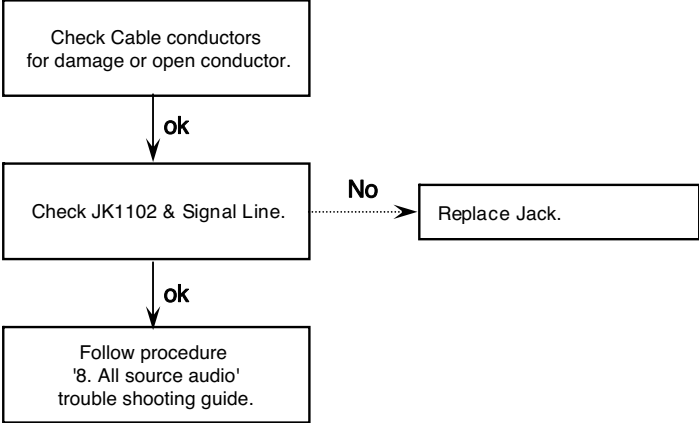 Check Cable conductors
for damage or open conductor.
ok
Check JK1102 & Signal Line.
No
Replace Jack.
ok
Follow procedure
'8. All source audio'
trouble shooting guide.